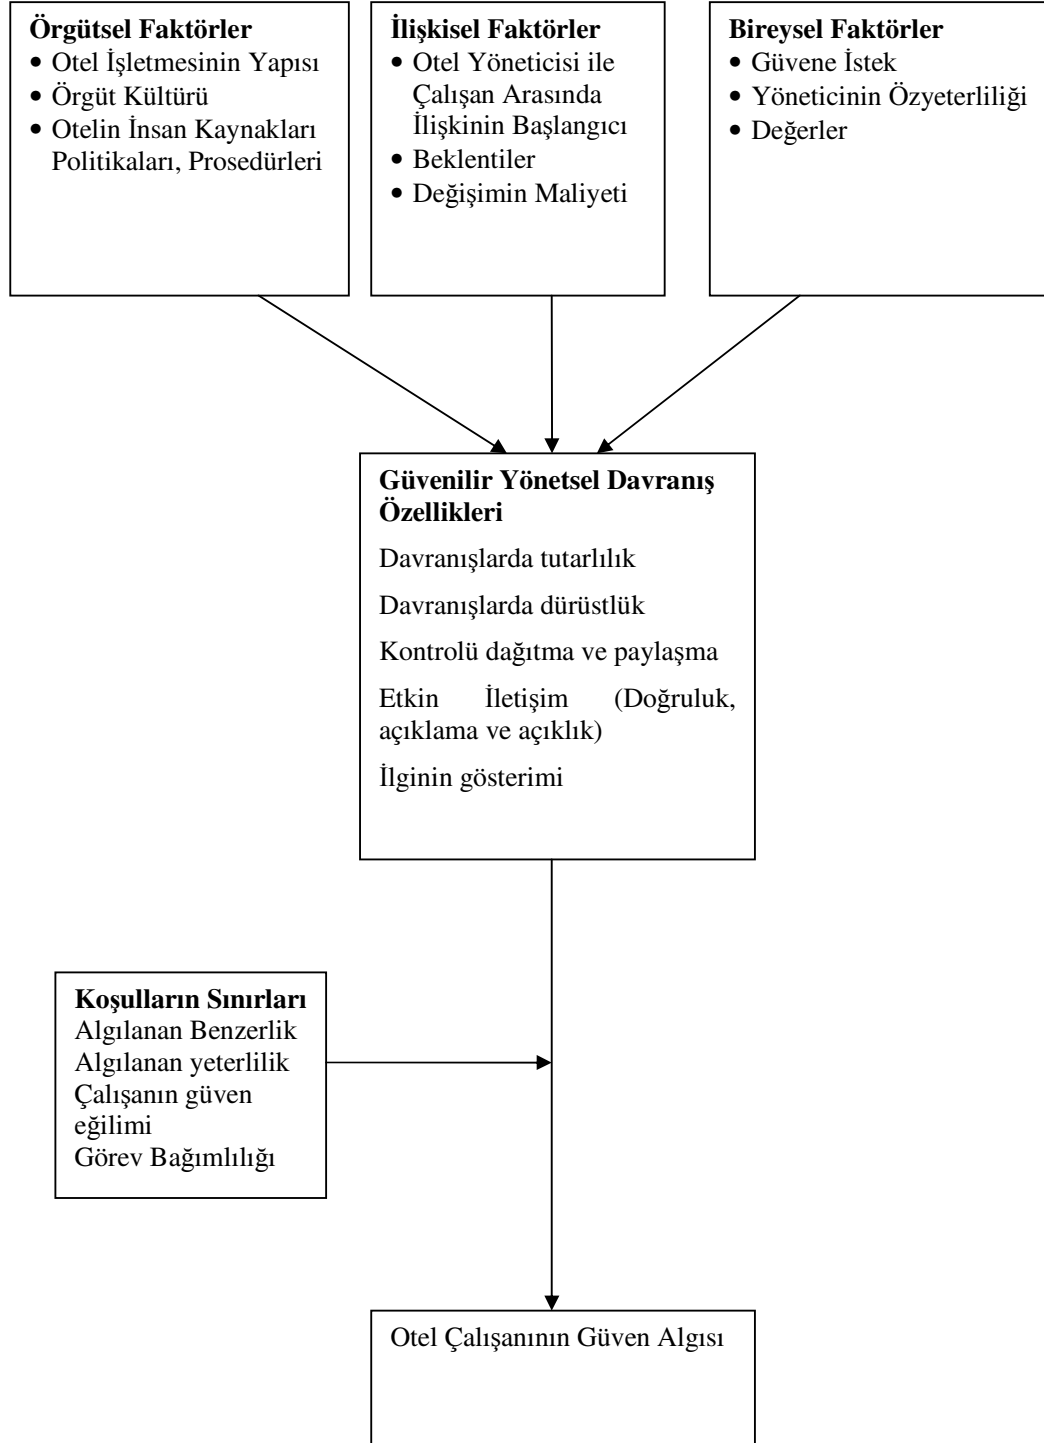 Örgütsel Faktörler
• Otel İşletmesinin Yapısı
• Örgüt Kültürü
• Otelin İnsan Kaynakları
Politikaları, Prosedürleri
İlişkisel Faktörler
• Otel Yöneticisi ile
Çalışan Arasında
İlişkinin Başlangıcı
• Beklentiler
• Değişimin Maliyeti
Bireysel Faktörler
• Güvene İstek
• Yöneticinin Özyeterliliği
• Değerler
Güvenilir Yönetsel Davranış
Özellikleri
Davranışlarda tutarlılık
Davranışlarda dürüstlük
Kontrolü dağıtma ve paylaşma
Etkin İletişim (Doğruluk,
açıklama ve açıklık)
İlginin gösterimi
Koşulların Sınırları
Algılanan Benzerlik
Algılanan yeterlilik
Çalışanın güven
eğilimi
Görev Bağımlılığı
Otel Çalışanının Güven Algısı